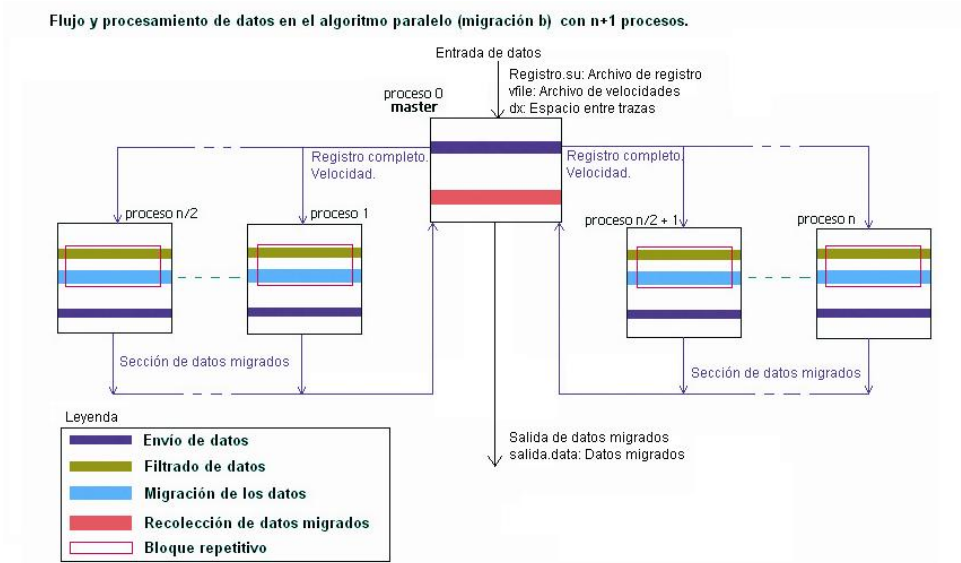 Flujo y procesamiento de datos en el algoritmo paralelo (migración b) con n+1 procesos.
Entrada de datos
Registro.su: Archivo de registro
vfile: Archivo de velocidades
dx: Espacio entre trazas
proceso 0
master
Registro completo.
Velocidad.
Registro completo.
Velocidad.
proceso n/2
proceso 1
proceso n/2 + 1
proceso n
Sección de datos migrados
Sección de datos migrados
Leyenda
Envío de datos
Filtrado de datos
Migración de los datos
Recolección de datos migrados
Bloque repetitivo
Salida de datos migrados
salida.data: Datos migrados